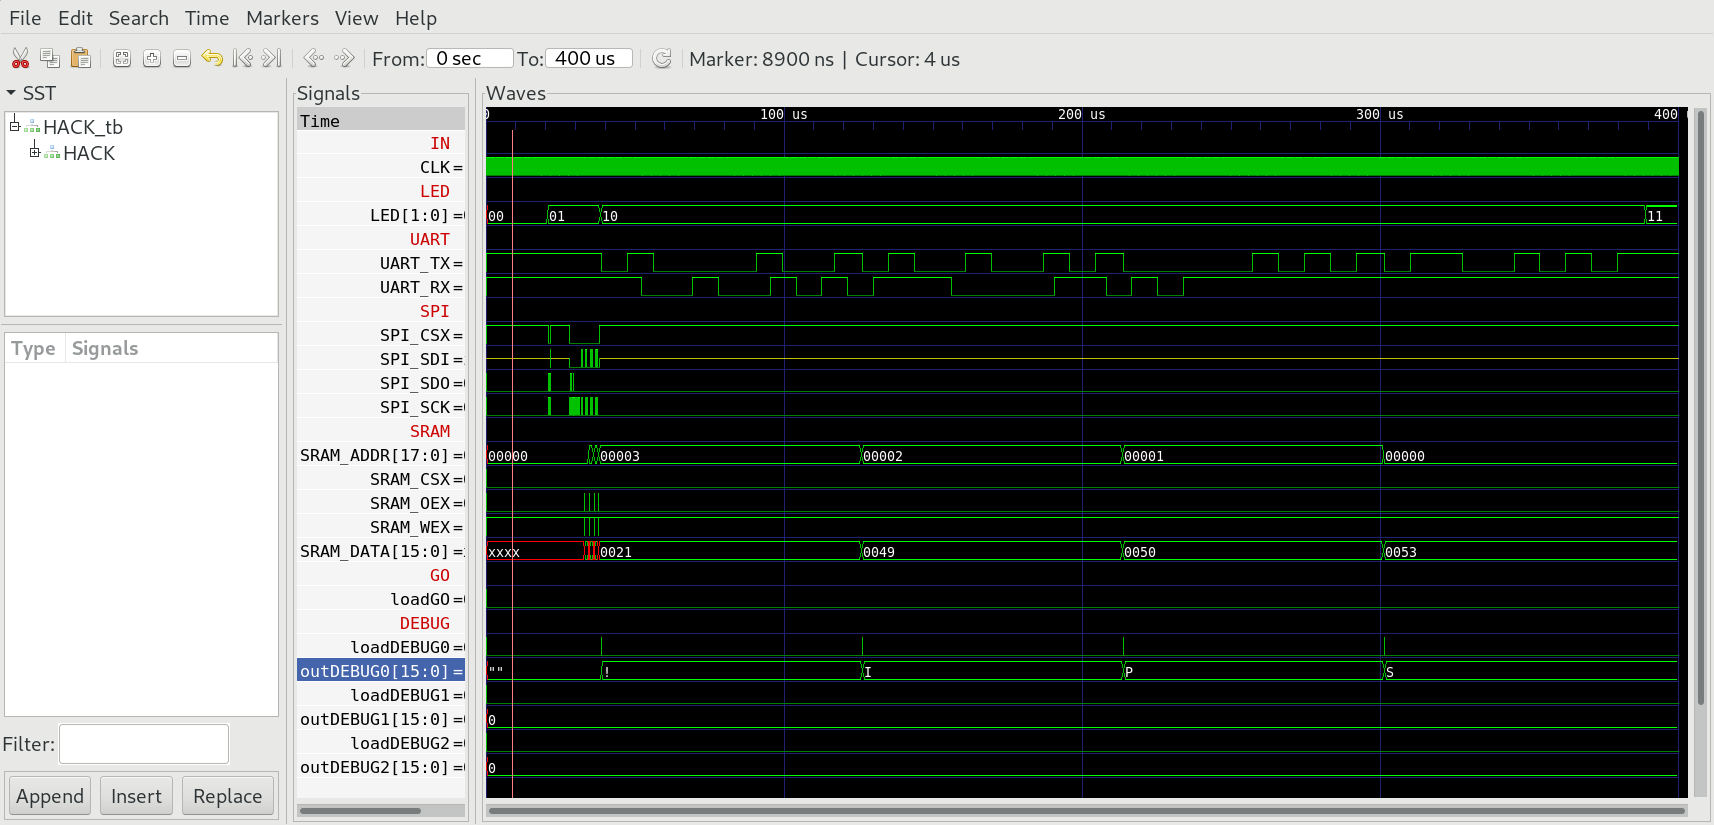 File Edit Search Time Markers View Help
From: 0 sec To: 400 us Marker: 8900 ns | Cursor: 4 us
SST
HACK_tb
HACK
Type Signals
Filter:
Append Insert Replace
Signals
Time
IN
CLK=
LED
LED[1:0]=
UART
UART_TX=
UART_RX=
SPI
SPI_CSX=
SPI_SDI=
SPI_SDO=
SPI_SCK=
SRAM
SRAM_ADDR[17:0]=
SRAM_CSX=
SRAM_OEX=
SRAM_WEX=
SRAM_DATA[15:0]=
GO
loadGO=
DEBUG
loadDEBUG0=
outDEBUG0[15:0]=
loadDEBUG1=
outDEBUG1[15:0]=
loadDEBUG2=
outDEBUG2[15:0]=
Waves
0 100 us 200 us 300 us 400
00 01 10 11
00000 00003 00002 00001 00000
xxxx 0021 0049 0050 0053
"" ! I P S
0
0